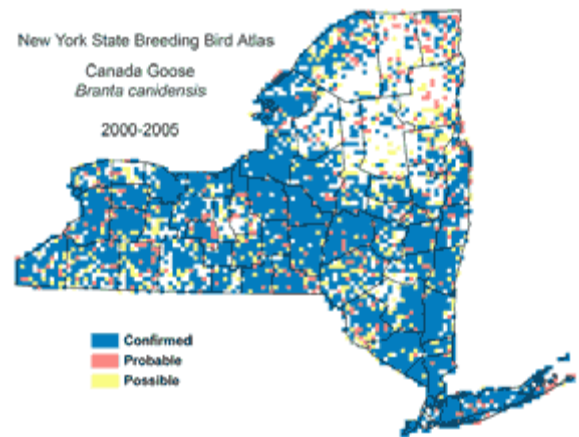 New York State Breeding Bird Atlas
Canada Goose
Branta canidensis
2000-2005
Confirmed
Probable
Possible